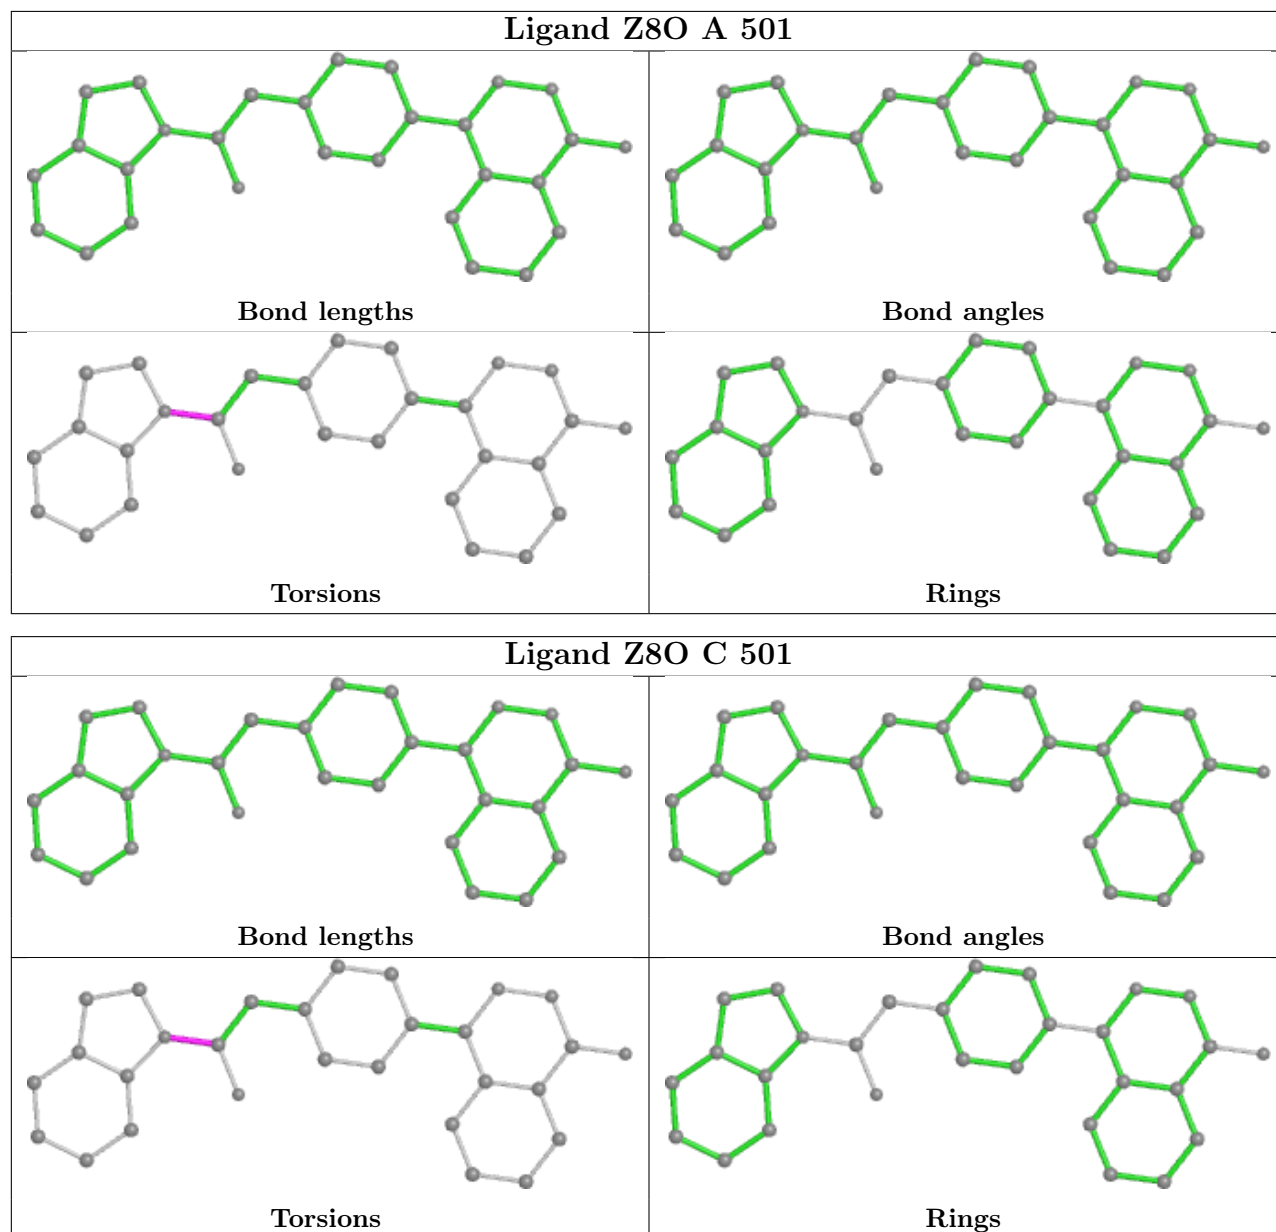 Ligand Z8O A 501
Bond lengths
Bond angles
Torsions
Rings
Ligand Z8O C 501
Bond lengths
Bond angles
Torsions
Rings